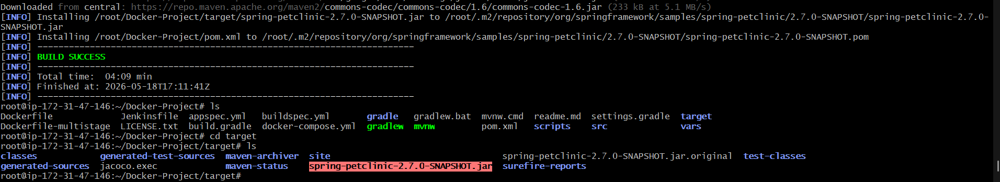 Downloaded from central: https://repo.maven.apache.org/maven2/commons-codec/commons-codec/1.6/commons-codec-1.6.jar (233 kB at 5.1 MB/s)
[INFO] Installing /root/Docker-Project/target/spring-petclinic-2.7.0-SNAPSHOT.jar to /root/.m2/repository/org/springframework/samples/spring-petclinic/2.7.0-SNAPSHOT/spring-petclinic-2.7.0-
SNAPSHOT.jar
[INFO] Installing /root/Docker-Project/pom.xml to /root/.m2/repository/org/springframework/samples/spring-petclinic/2.7.0-SNAPSHOT/spring-petclinic-2.7.0-SNAPSHOT.pom
[INFO] ------------------------------------------------------------------------
[INFO] BUILD SUCCESS
[INFO] ------------------------------------------------------------------------
[INFO] Total time:  04:09 min
[INFO] Finished at: 2026-05-18T17:11:41Z
[INFO] ------------------------------------------------------------------------
root@ip-172-31-47-146:~/Docker-Project# ls
Dockerfile             Jenkinsfile  appspec.yml   buildspec.yml       gradle   gradlew.bat  mvnw.cmd  readme.md  settings.gradle  target
Dockerfile-multistage  LICENSE.txt  build.gradle  docker-compose.yml  gradlew  mvnw         pom.xml   scripts    src              vars
root@ip-172-31-47-146:~/Docker-Project# cd target
root@ip-172-31-47-146:~/Docker-Project/target# ls
classes            generated-test-sources  maven-archiver  site                                 spring-petclinic-2.7.0-SNAPSHOT.jar.original  test-classes
generated-sources  jacoco.exec             maven-status    spring-petclinic-2.7.0-SNAPSHOT.jar  surefire-reports
root@ip-172-31-47-146:~/Docker-Project/target#